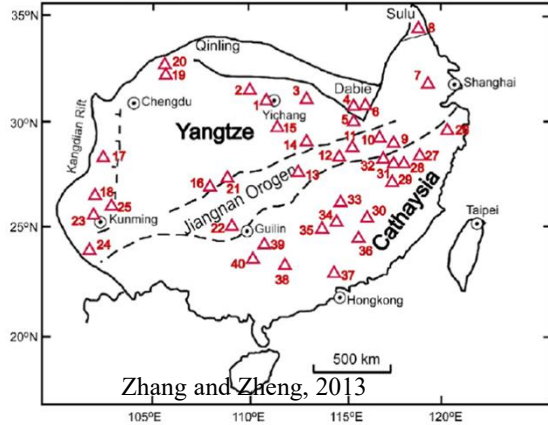 35°N
30°N
25°N
20°N
Sulu
8
Qinling
20
19
2
3
Dabie
7
Shanghai
Chengdu
1
Yichang
4
6
5
Kangdian Rift
Yangtze
15
11
10
9
26
14
12
27
17
32
28
31
29
16
21
13
Jiangnan Orogen
Cathaysia
18
25
33
30
Taipei
23
Kunming
22
Guilin
34
35
36
24
39
40
38
37
Hongkong
500 km
Zhang and Zheng, 2013
105°E
110°E
115°E
120°E